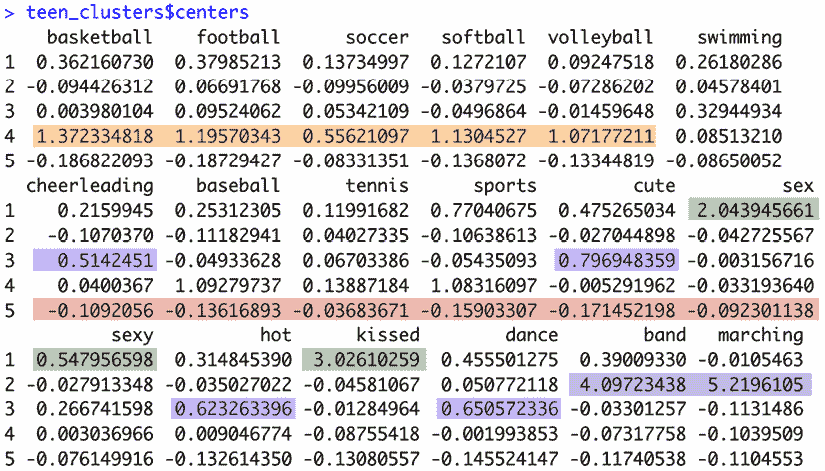 > teen_clusters$centers
basketball football soccer softball volleyball swimming
1 0.362160730 0.37985213 0.13734997 0.1272107 0.09247518 0.26180286
2 -0.094426312 0.06691768 -0.09956009 -0.0379725 -0.07286202 0.04578401
3 0.003980104 0.09524062 0.05342109 -0.0496864 -0.01459648 0.32944934
4 1.372334818 1.19570343 0.55621097 1.1304527 1.07177211 0.08513210
5 -0.186822093 -0.18729427 -0.08331351 -0.1368072 -0.13344819 -0.08650052
cheerleading baseball tennis sports cute sex
1 0.2159945 0.25312305 0.11991682 0.77040675 0.475265034 2.043945661
2 -0.1070370 -0.11182941 0.04027335 -0.10638613 -0.027044898 -0.042725567
3 0.5142451 -0.04933628 0.06703386 -0.05435093 0.796948359 -0.003156716
4 0.0400367 1.09279737 0.13887184 1.08316097 -0.005291962 -0.033193640
5 -0.1092056 -0.13616893 -0.03683671 -0.15903307 -0.171452198 -0.092301138
sexy hot kissed dance band marching
1 0.547956598 0.314845390 3.02610259 0.455501275 0.39009330 -0.0105463
2 -0.027913348 -0.035027022 -0.04581067 0.050772118 4.09723438 5.2196105
3 0.266741598 0.623263396 -0.01284964 0.650572336 -0.03301257 -0.1131486
4 0.003036966 0.009046774 -0.08755418 -0.001993853 -0.07317758 -0.1039509
5 -0.076149916 -0.132614350 -0.13080557 -0.145524147 -0.11740538 -0.1104553